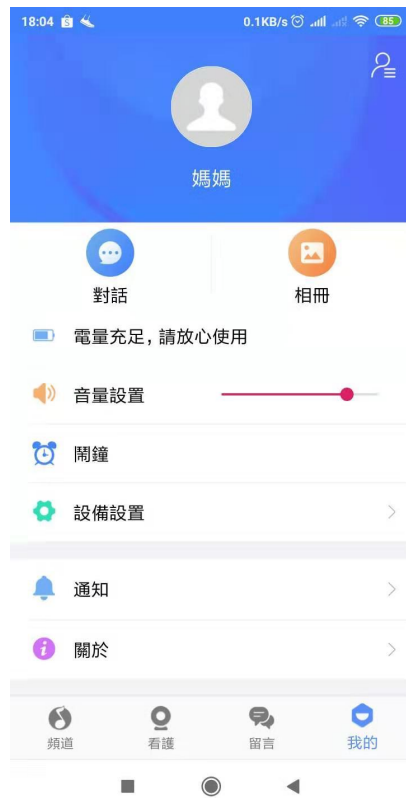 18:04 0.1KB/s 85
媽媽
對話 相冊
電量充足, 請放心使用
音量設置
鬧鐘
設備設置
通知
關於
頻道 看護 留言 我的